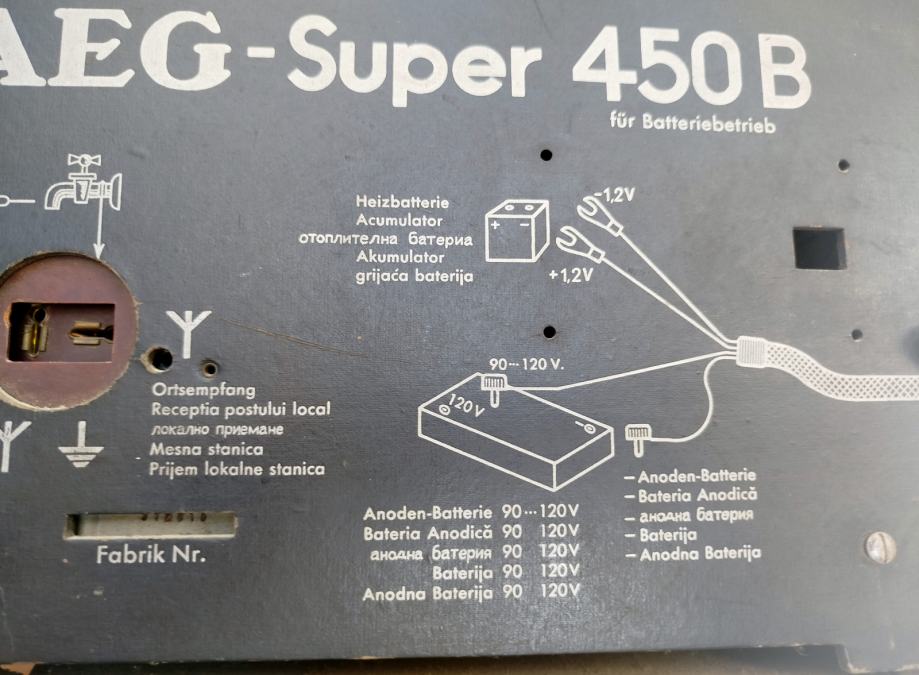 AEG-Super 450 B
für Batteriebetrieb
Heizbatterie
Acumulator
отоплителна батериа
Akumulator
grijaća baterija
+ -
-1,2V
+1,2V
90---120 V.
120V
-
Ortsempfang
Receptia postului local
локално приемане
Mesna stanica
Prijem lokalne stanica
Fabrik Nr.
Anoden-Batterie 90---120V
Bateria Anodică 90 120V
анодна батерия 90 120V
Baterija 90 120V
Anodna Baterija 90 120V
– Anoden-Batterie
– Bateria Anodică
– анодна батерия
– Baterija
– Anodna Baterija